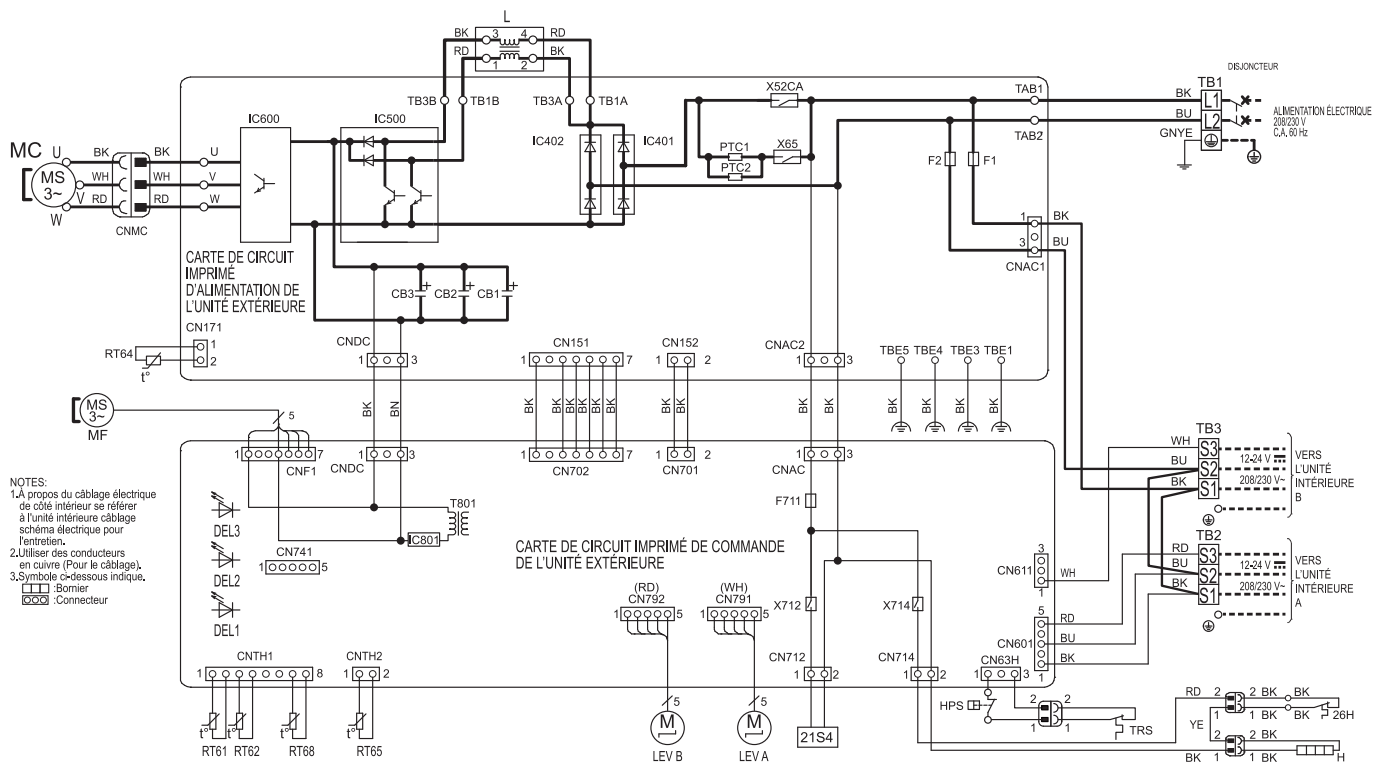 L
BK 3 4 RD
RD 1 2 BK
TB3B TB1B TB3A TB1A
X52CA
TAB1
TAB2
DISJONCTEUR
TB1
BK L1
BU L2
GNYE
ALIMENTATION ÉLECTRIQUE
208/230 V
C,A, 60 Hz
IC600
IC500
IC402
IC401
PTC1
PTC2
X65
F2
F1
MC
MS
3~
U BK BK U
V WH WH V
W RD RD W
CNMC
1 BK
3 BU
CNAC1
CARTE DE CIRCUIT
IMPRIMÉ
D'ALIMENTATION DE
L'UNITÉ EXTÉRIEURE
CB3 + CB2 + CB1 +
CN171
1
2
RT64
t°
CNDC
1 3
CN151
1 7
CN152
1 2
CNAC2
1 3
TBE5 TBE4 TBE3 TBE1
BK BN
BK BK BK BK BK BK
BK BK
BK BK
BK BK BK BK
MS
3~
MF
5
1 7
CNF1
1 3
CNDC
1 7
CN702
1 2
CN701
1 3
CNAC
F711
T801
IC801
TB3
WH S3
BU S2
BK S1
12-24 V
208/230 V~
VERS
L'UNITÉ
INTÉRIEURE
B
TB2
RD S3
BU S2
BK S1
12-24 V
208/230 V~
VERS
L'UNITÉ
INTÉRIEURE
A
NOTES:
1.À propos du câblage électrique
de côté intérieur se référer
à l'unité intérieure câblage
schéma électrique pour
l'entretien.
2.Utiliser des conducteurs
en cuivre (Pour le câblage).
3.Symbole ci-dessous indique.
:Bornier
:Connecteur
DEL3
DEL2
DEL1
CN741
1 5
CARTE DE CIRCUIT IMPRIMÉ DE COMMANDE
DE L'UNITÉ EXTÉRIEURE
(RD)
CN792
1 5
(WH)
CN791
1 5
X712
X714
3
CN611
1
WH
5
CN601
1
RD
BU
BK
CNTH1
1 8
CNTH2
1 2
CN712
1 2
CN714
1 2
CN63H
1 3
t° t° t° t°
RT61 RT62 RT68 RT65
5
M
LEV B
5
M
LEV A
21S4
HPS
2 2
1 1
TRS
RD 2 2 BK BK
1 1 BK BK
26H
YE
2 2 BK
BK 1 1 BK
H